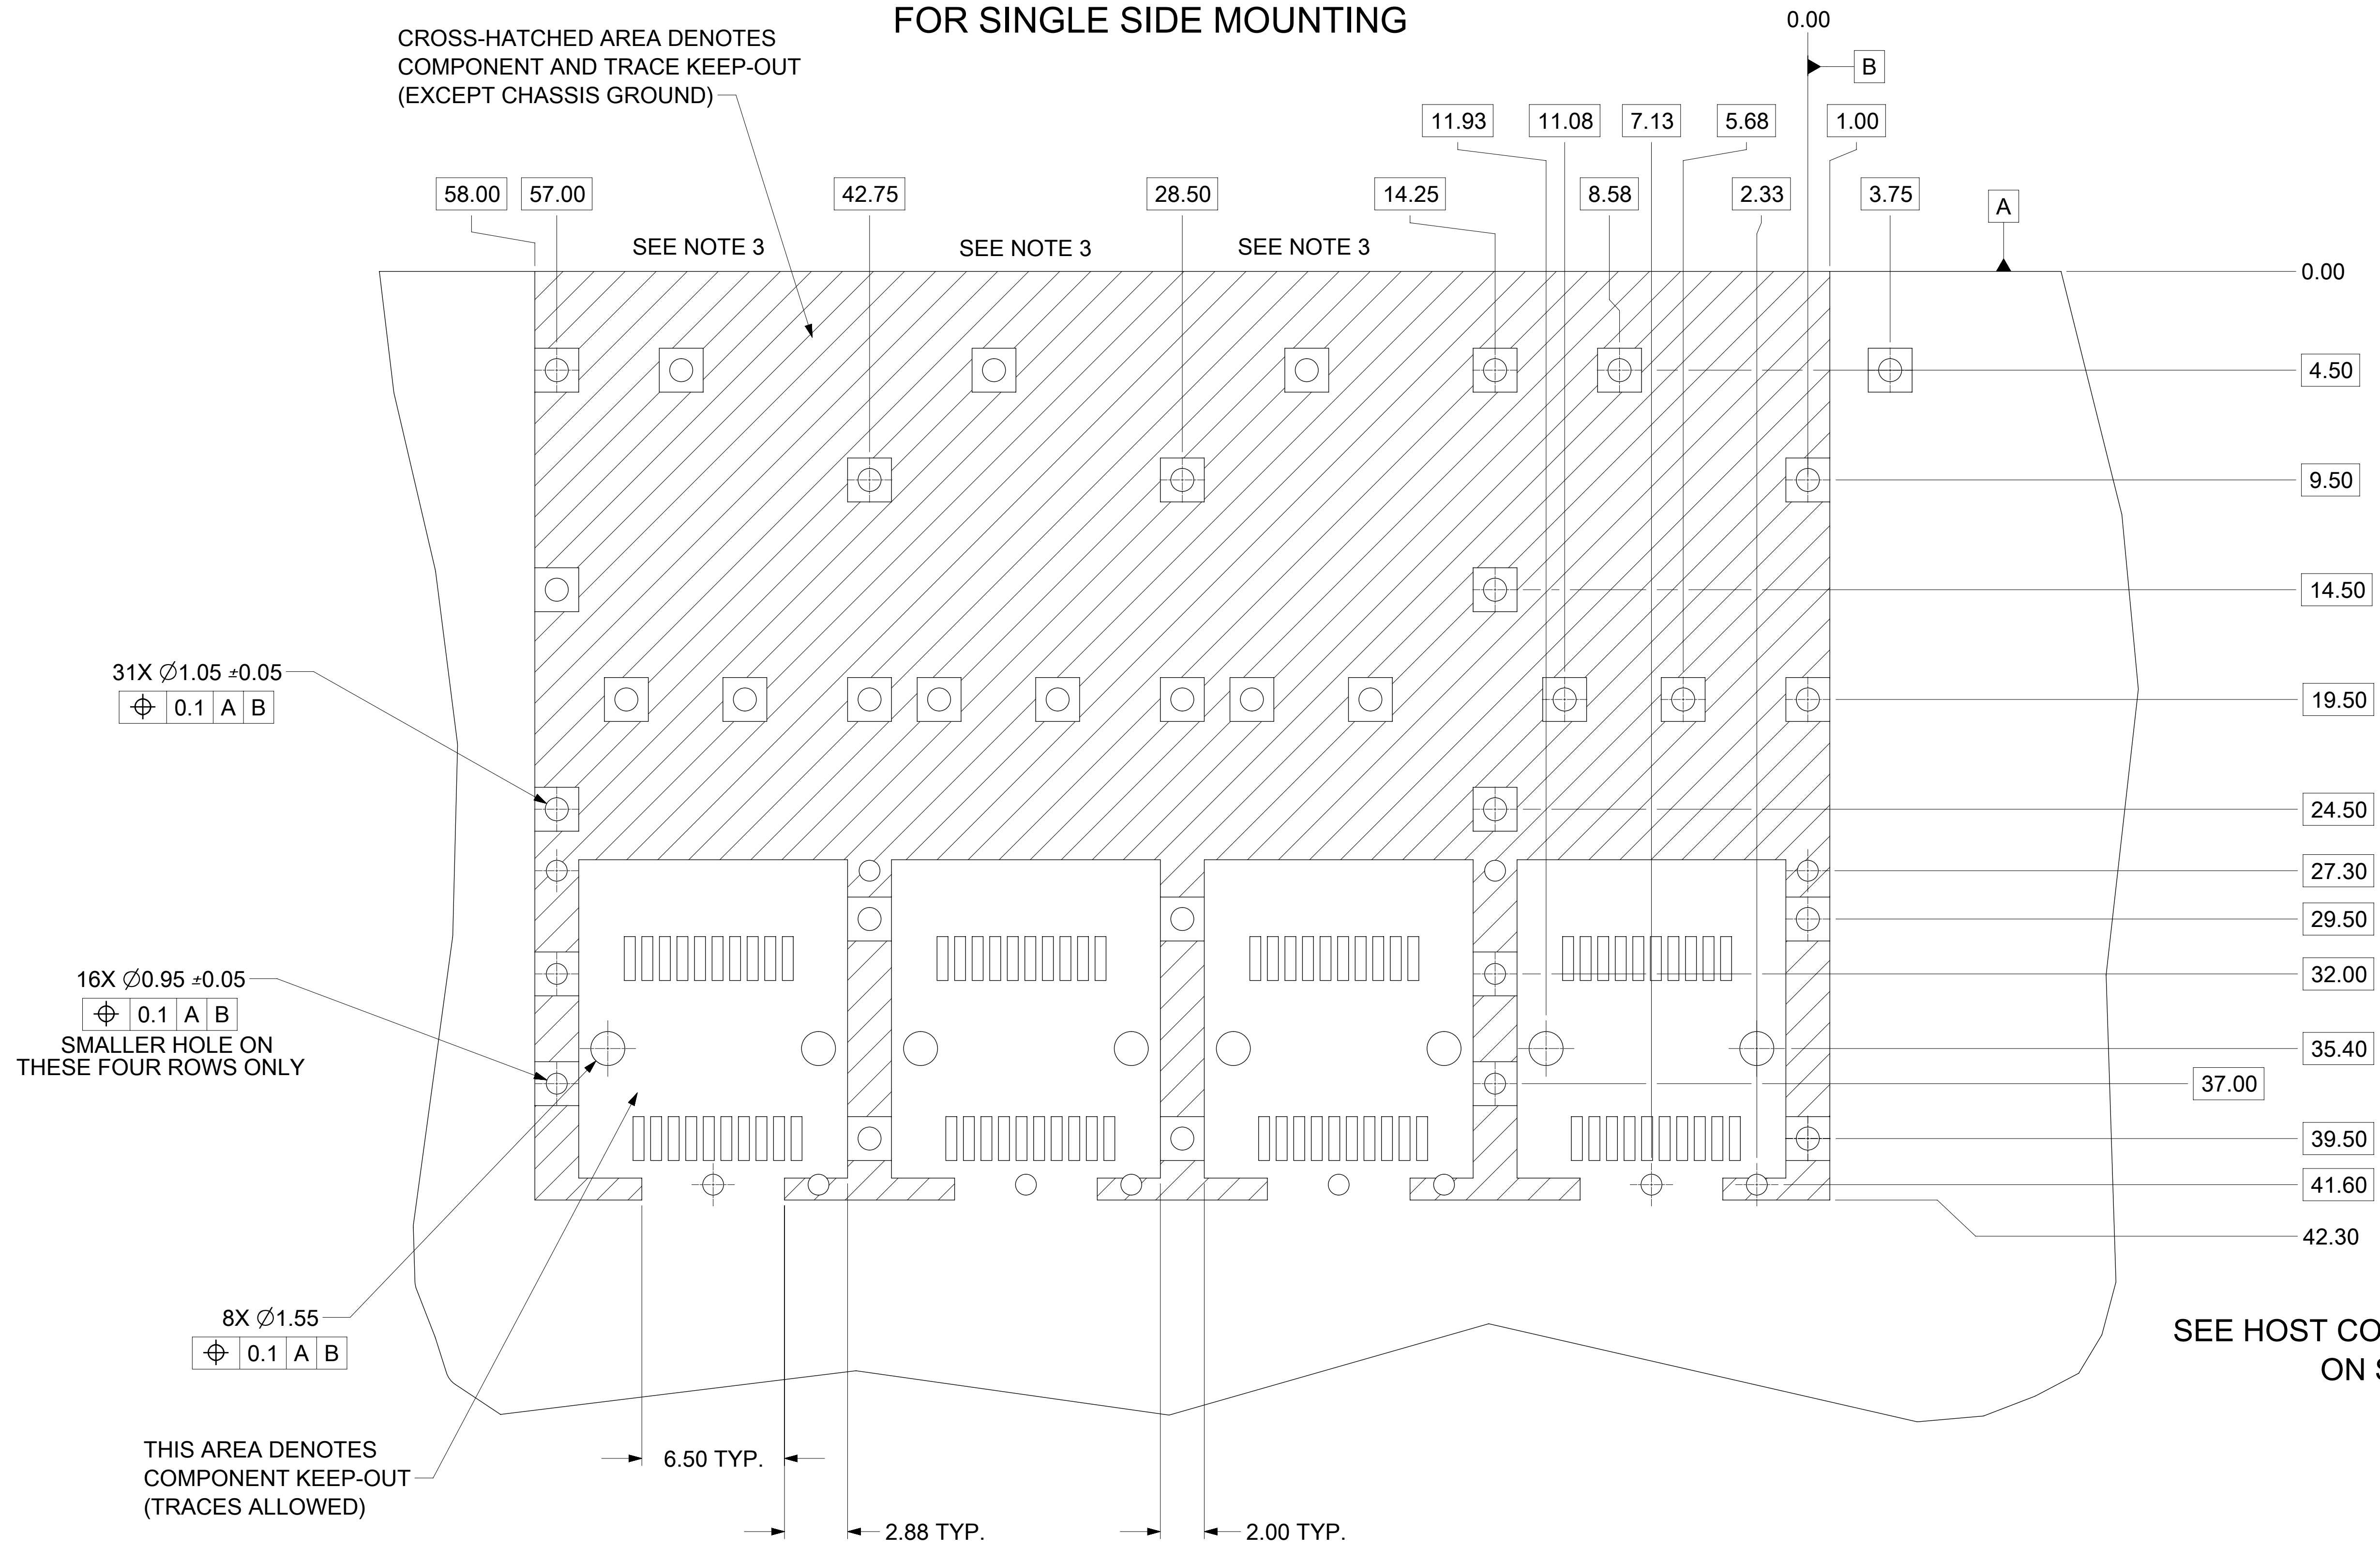 FOR SINGLE SIDE MOUNTING
0.00
CROSS-HATCHED AREA DENOTES
COMPONENT AND TRACE KEEP-OUT
(EXCEPT CHASSIS GROUND)
B
11.93 11.08 7.13 5.68 1.00
58.00 57.00 42.75 28.50 14.25 8.58 2.33 3.75
A
SEE NOTE 3 SEE NOTE 3 SEE NOTE 3
0.00
4.50
9.50
14.50
31X ∅1.05 ±0.05
⌖ 0.1 A B
19.50
24.50
27.30
29.50
32.00
16X ∅0.95 ±0.05
⌖ 0.1 A B
SMALLER HOLE ON
THESE FOUR ROWS ONLY
35.40
37.00
39.50
41.60
42.30
8X ∅1.55
⌖ 0.1 A B
SEE HOST CO
ON S
THIS AREA DENOTES
COMPONENT KEEP-OUT
(TRACES ALLOWED)
6.50 TYP.
2.88 TYP.
2.00 TYP.